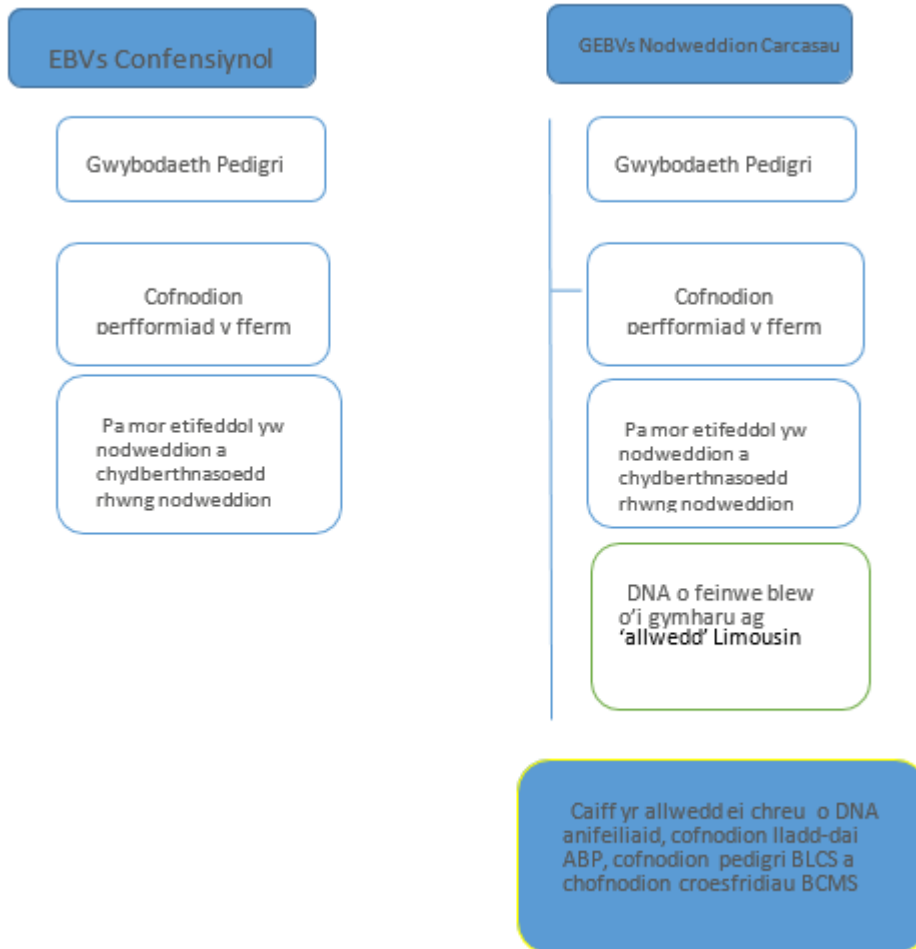 EBVs Confensiynol
Gwybodaeth Pedigri
Cofnodion
perfformiad y fferm
Pa mor etifeddol yw
nodweddion a
chydberthnasoedd
rhwng nodweddion
GEBVs Nodweddion Carcasau
Gwybodaeth Pedigri
Cofnodion
perfformiad y fferm
Pa mor etifeddol yw
nodweddion a
chydberthnasoedd
rhwng nodweddion
DNA o feinwe blew
o’i gymharu ag
‘allwedd’ Limousin
Caiff yr allwedd ei chreu o DNA
anifeiliaid, cofnodion lladd-dai
ABP, cofnodion pedigri BLCS a
chofnodion croesfridiau BCMS